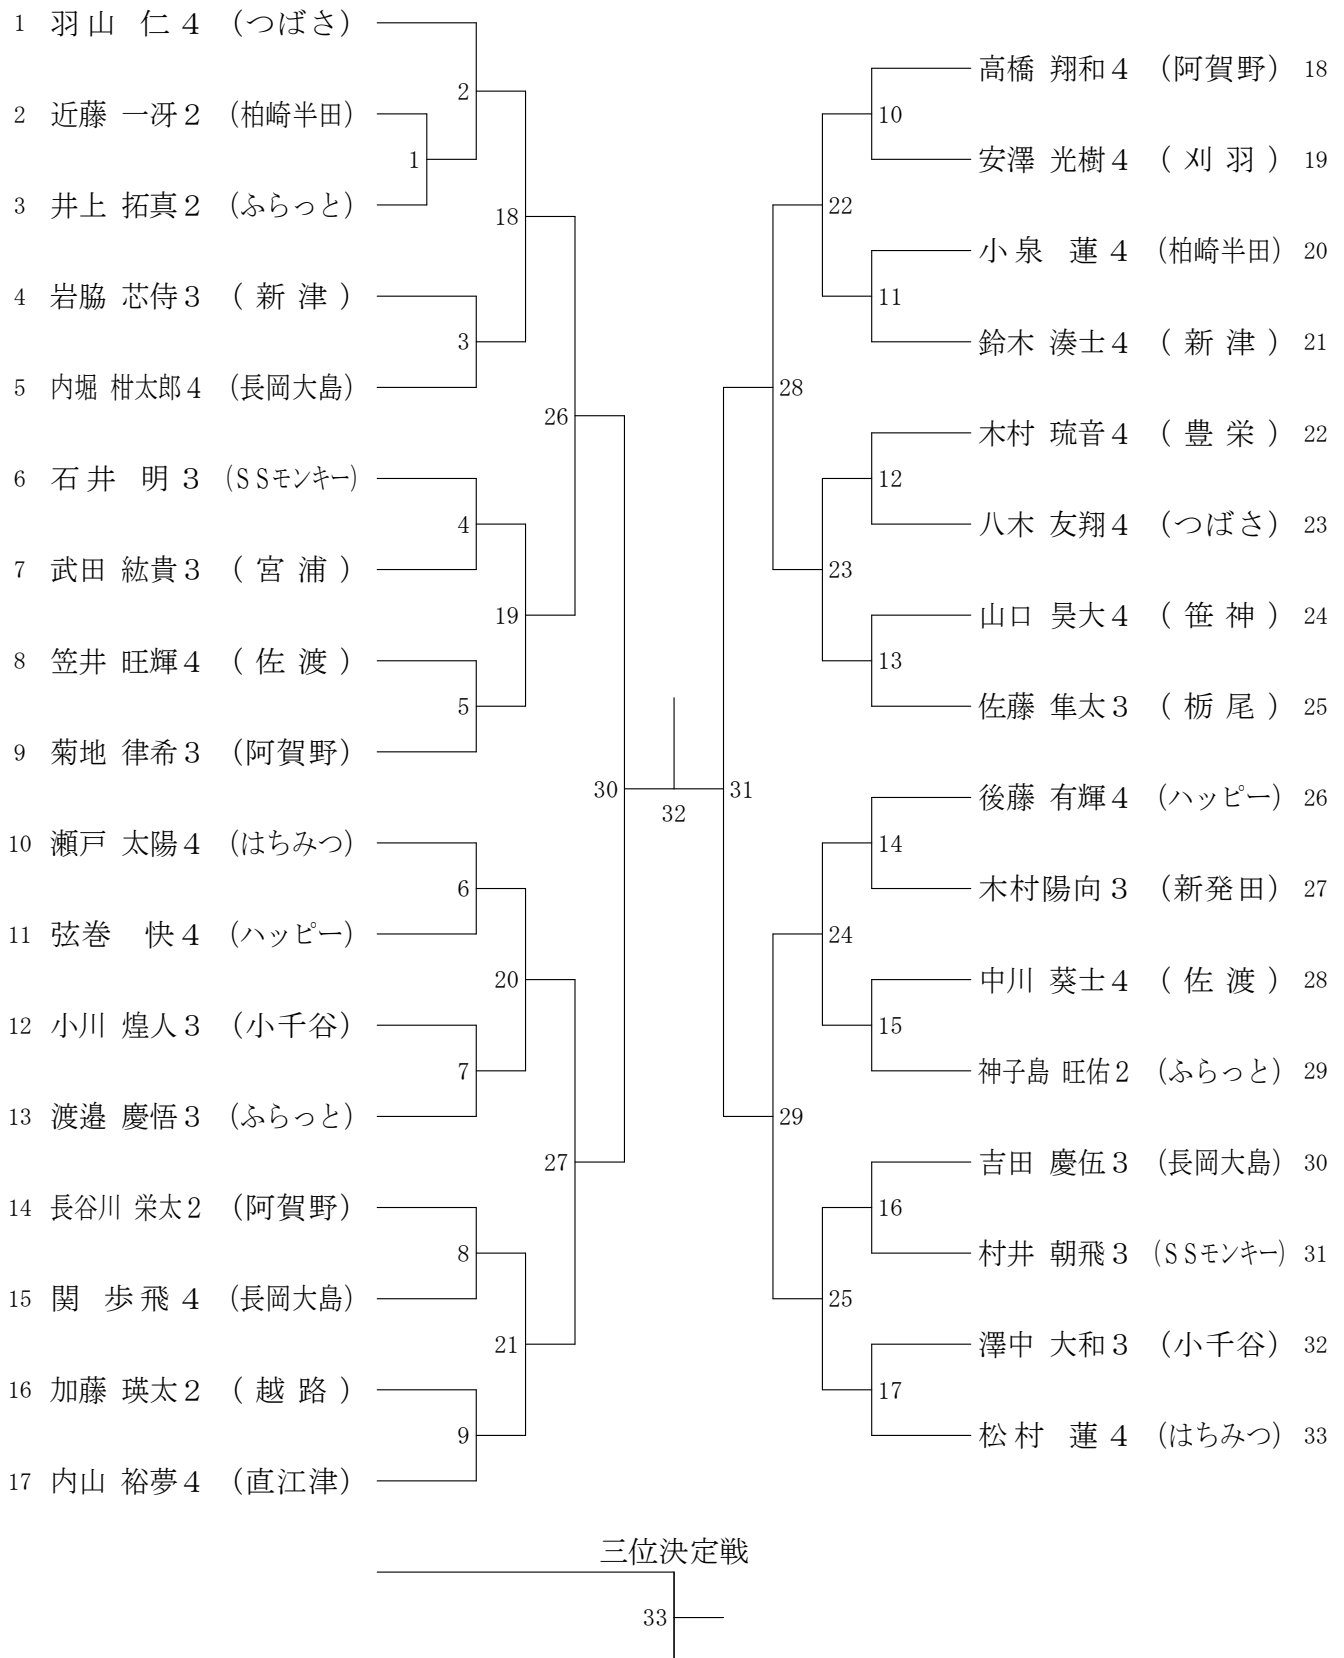 1 羽山 仁 4 (つばさ)
2 近藤 一冴 2 (柏崎半田)
3 井上 拓真 2 (ふらっと)
4 岩脇 芯侍 3 (新津)
5 内堀 柑太郎 4 (長岡大島)
6 石井 明 3 (SSモンキー)
7 武田 紘貴 3 (宮浦)
8 笠井 旺輝 4 (佐渡)
9 菊地 律希 3 (阿賀野)
10 瀬戸 太陽 4 (はちみつ)
11 弦巻 快 4 (ハッピー)
12 小川 煌人 3 (小千谷)
13 渡邉 慶悟 3 (ふらっと)
14 長谷川 栄太 2 (阿賀野)
15 関 歩飛 4 (長岡大島)
16 加藤 瑛太 2 (越路)
17 内山 裕夢 4 (直江津)
1
2
3
4
5
6
7
8
9
18
19
20
21
26
27
30
32
31
28
29
22
23
24
25
10
11
12
13
14
15
16
17
高橋 翔和 4 (阿賀野) 18
安澤 光樹 4 (刈羽) 19
小泉 蓮 4 (柏崎半田) 20
鈴木 湊士 4 (新津) 21
木村 琉音 4 (豊栄) 22
八木 友翔 4 (つばさ) 23
山口 昊大 4 (笹神) 24
佐藤 隼太 3 (栃尾) 25
後藤 有輝 4 (ハッピー) 26
木村陽向 3 (新発田) 27
中川 葵士 4 (佐渡) 28
神子島 旺佑 2 (ふらっと) 29
吉田 慶伍 3 (長岡大島) 30
村井 朝飛 3 (SSモンキー) 31
澤中 大和 3 (小千谷) 32
松村 蓮 4 (はちみつ) 33
三位決定戦
33